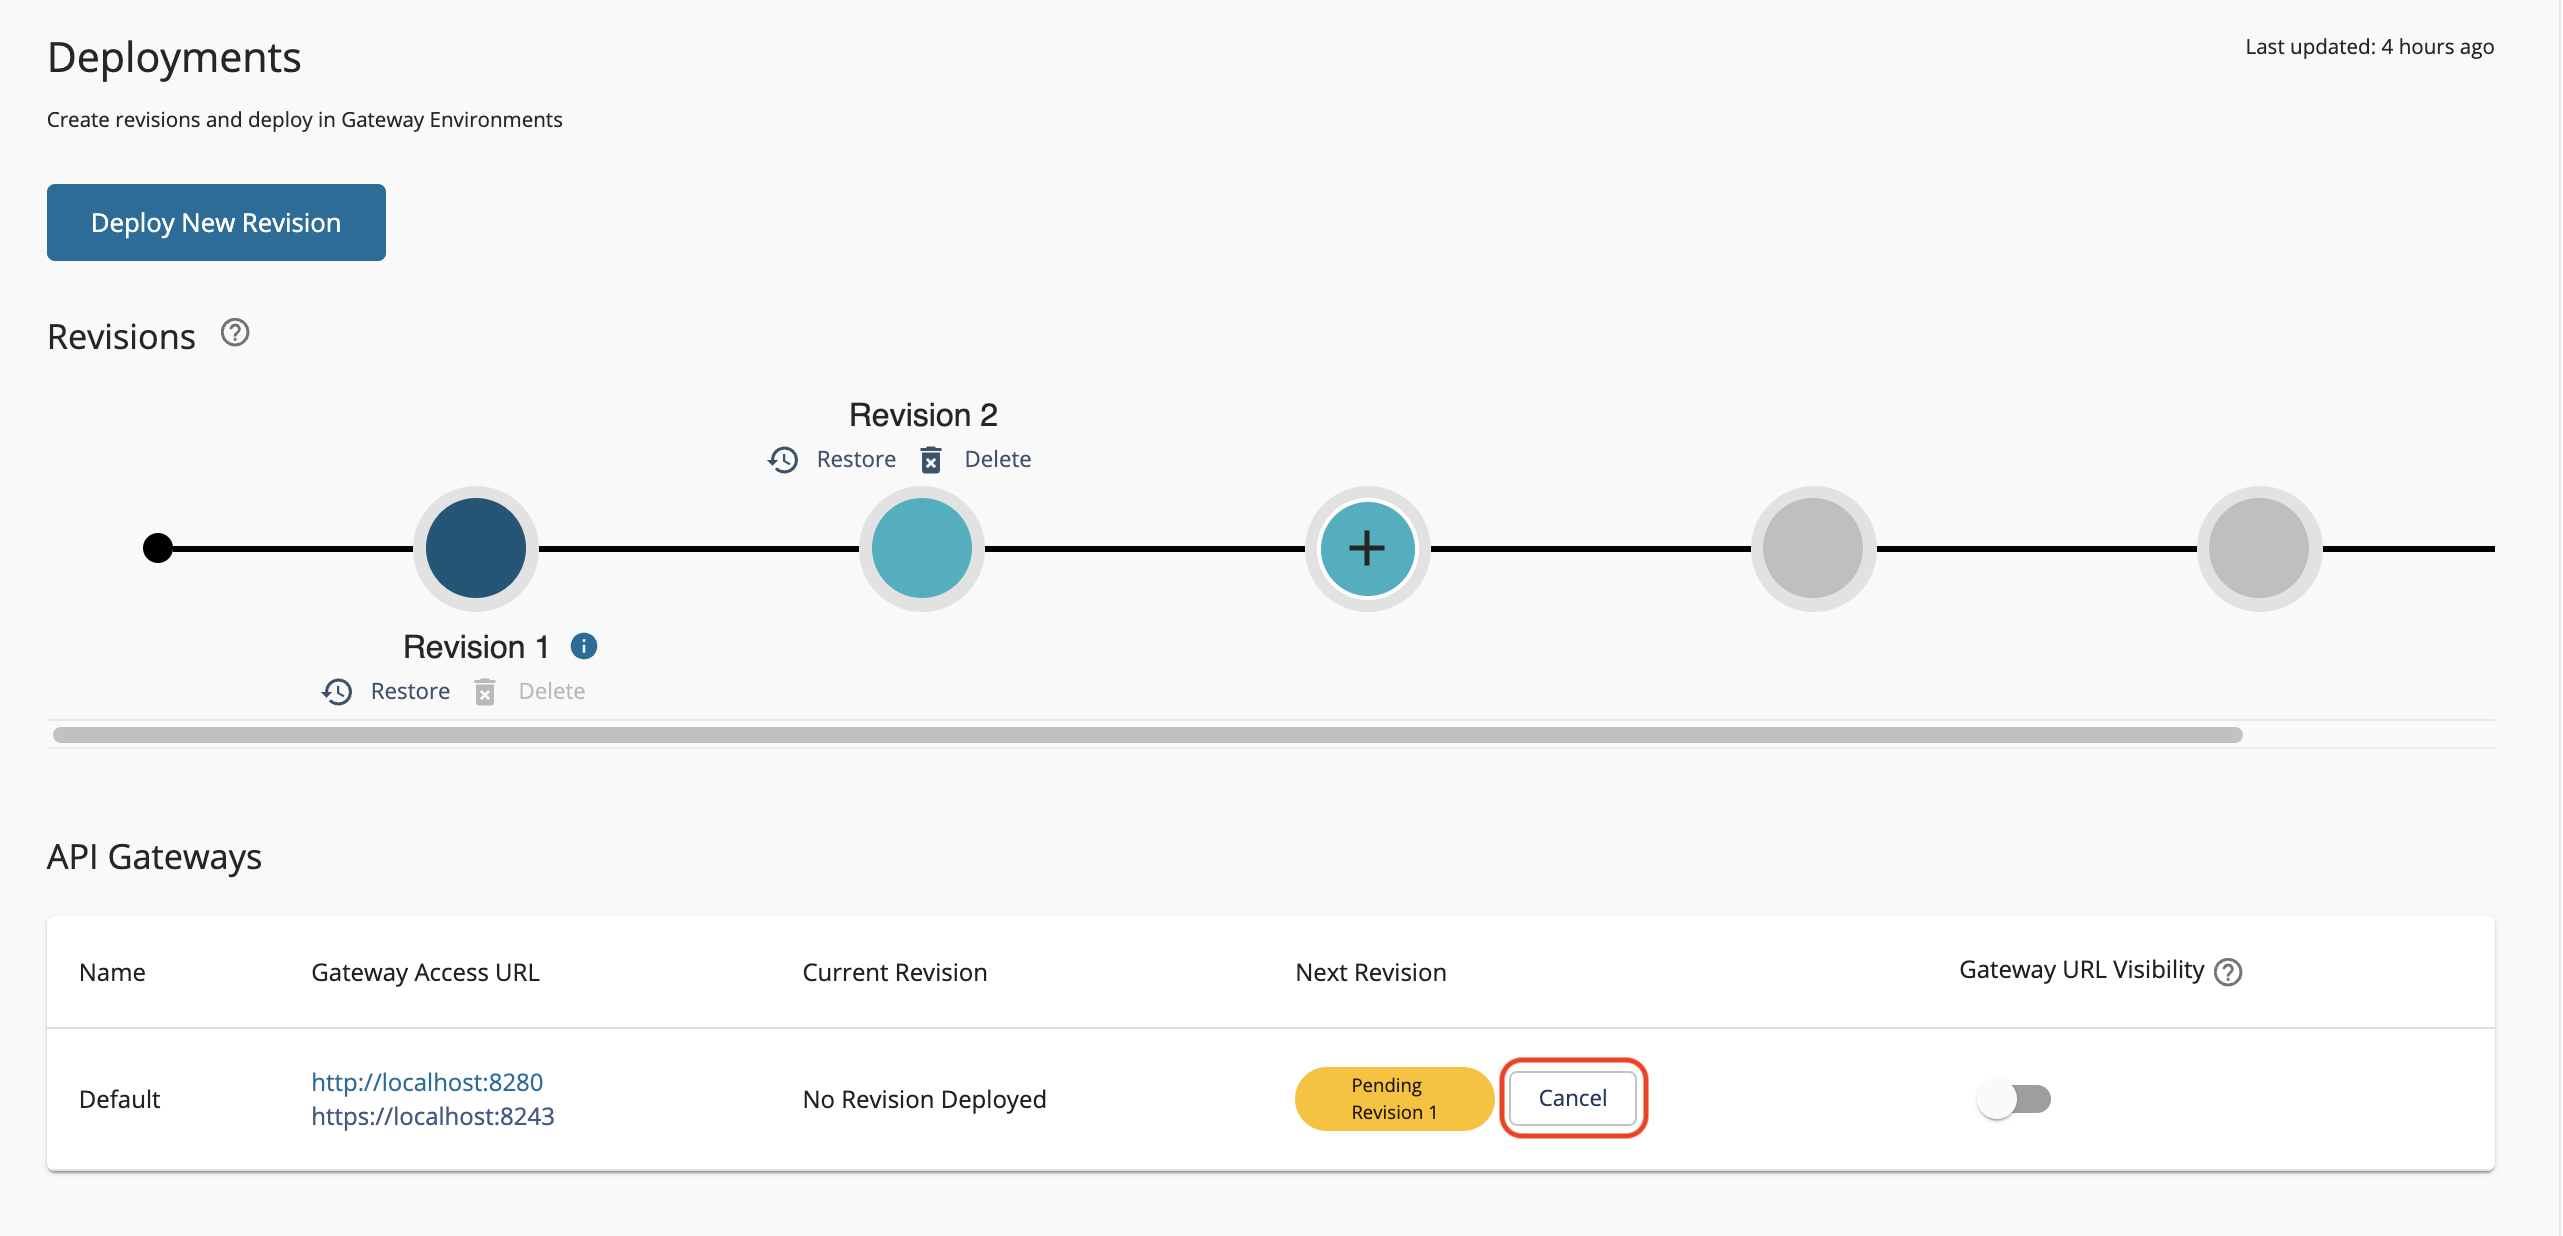 Deployments
Last updated: 4 hours ago
Create revisions and deploy in Gateway Environments
Deploy New Revision
Revisions
Revision 2
Restore Delete
Revision 1
Restore Delete
API Gateways
Name Gateway Access URL Current Revision Next Revision Gateway URL Visibility
Default http://localhost:8280 No Revision Deployed Pending Cancel
https://localhost:8243 Revision 1